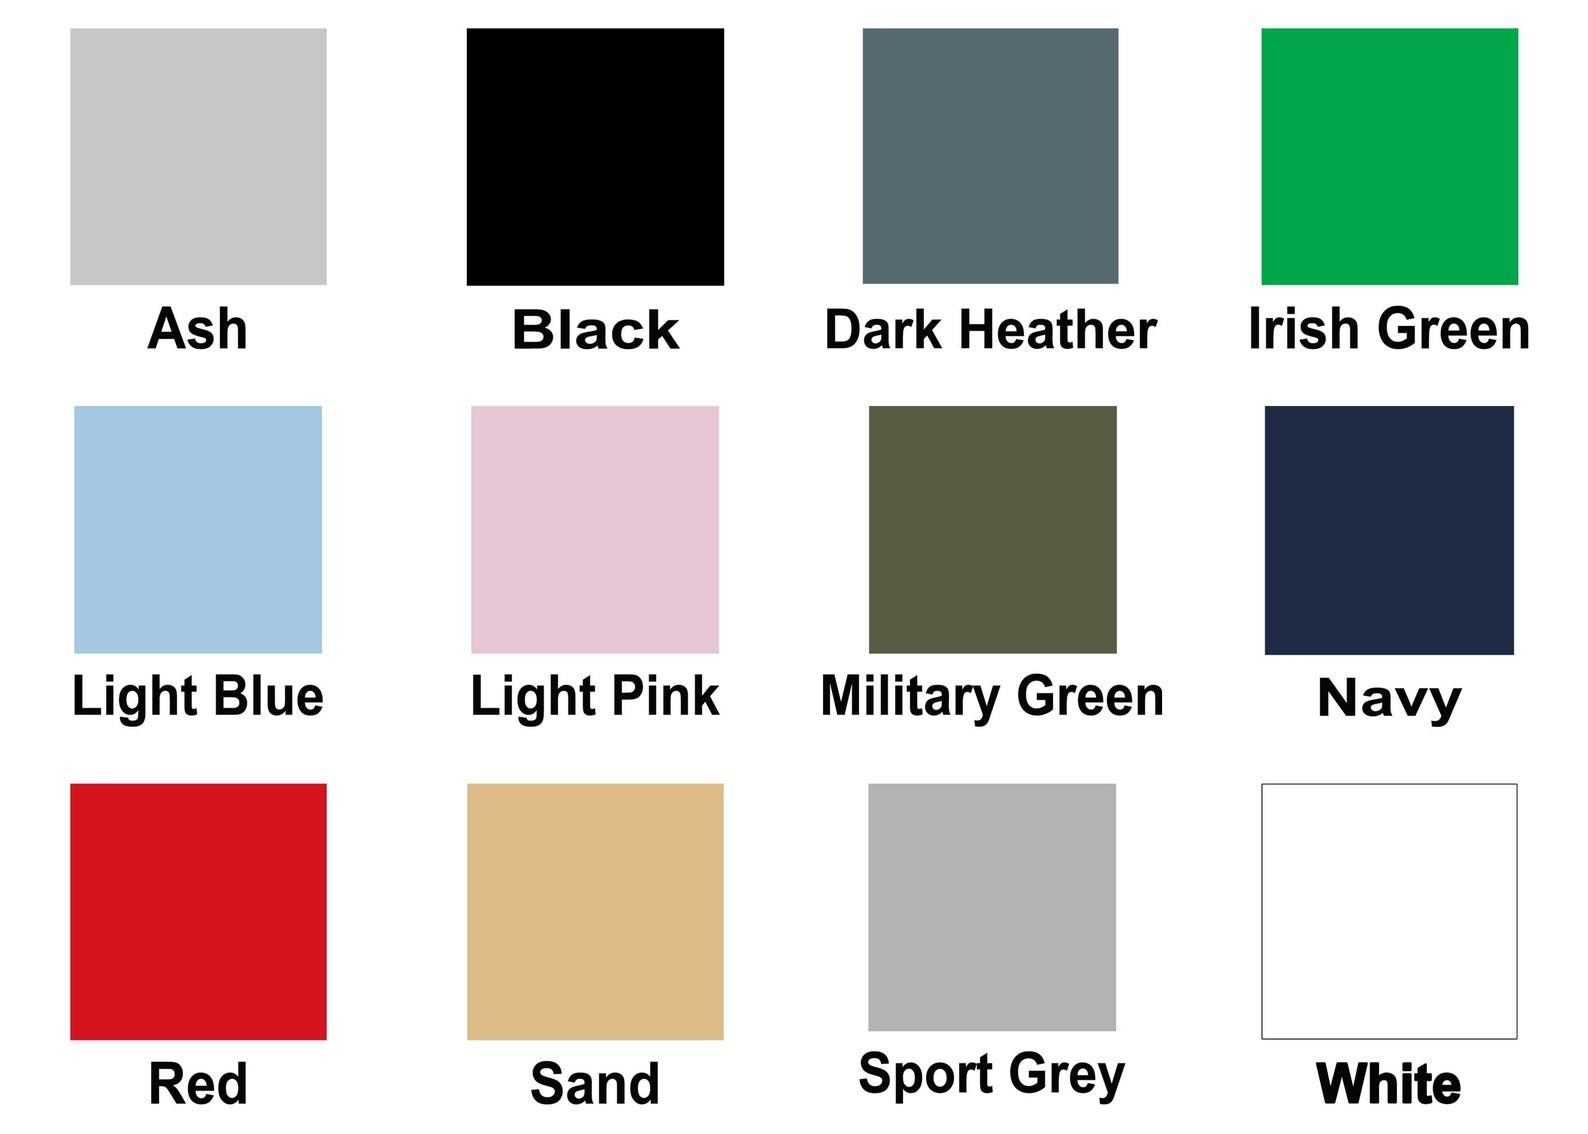 Ash
Black
Dark Heather
Irish Green
Light Blue
Light Pink
Military Green
Navy
Red
Sand
Sport Grey
White